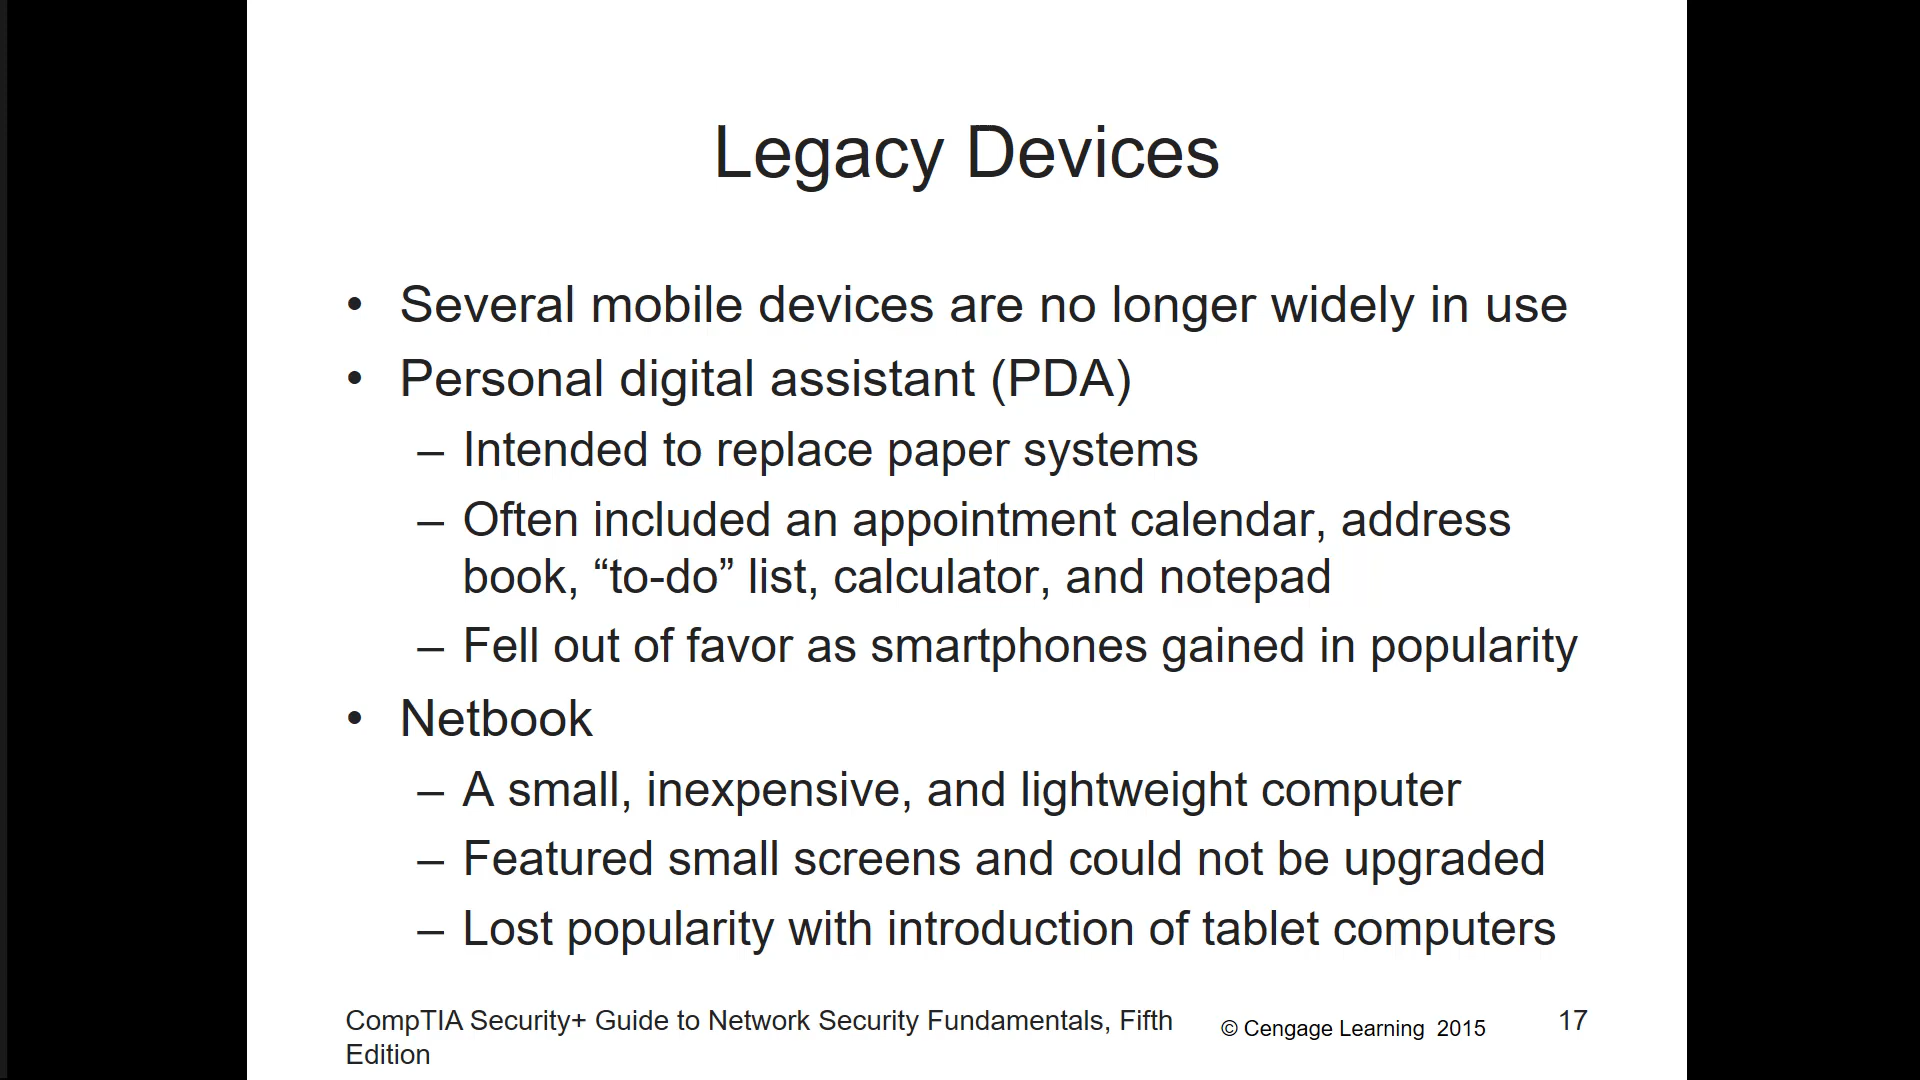 Legacy Devices
• Several mobile devices are no longer widely in use
• Personal digital assistant (PDA)
– Intended to replace paper systems
– Often included an appointment calendar, address
book, “to-do” list, calculator, and notepad
– Fell out of favor as smartphones gained in popularity
• Netbook
– A small, inexpensive, and lightweight computer
– Featured small screens and could not be upgraded
– Lost popularity with introduction of tablet computers
CompTIA Security+ Guide to Network Security Fundamentals, Fifth
Edition
© Cengage Learning 2015
17